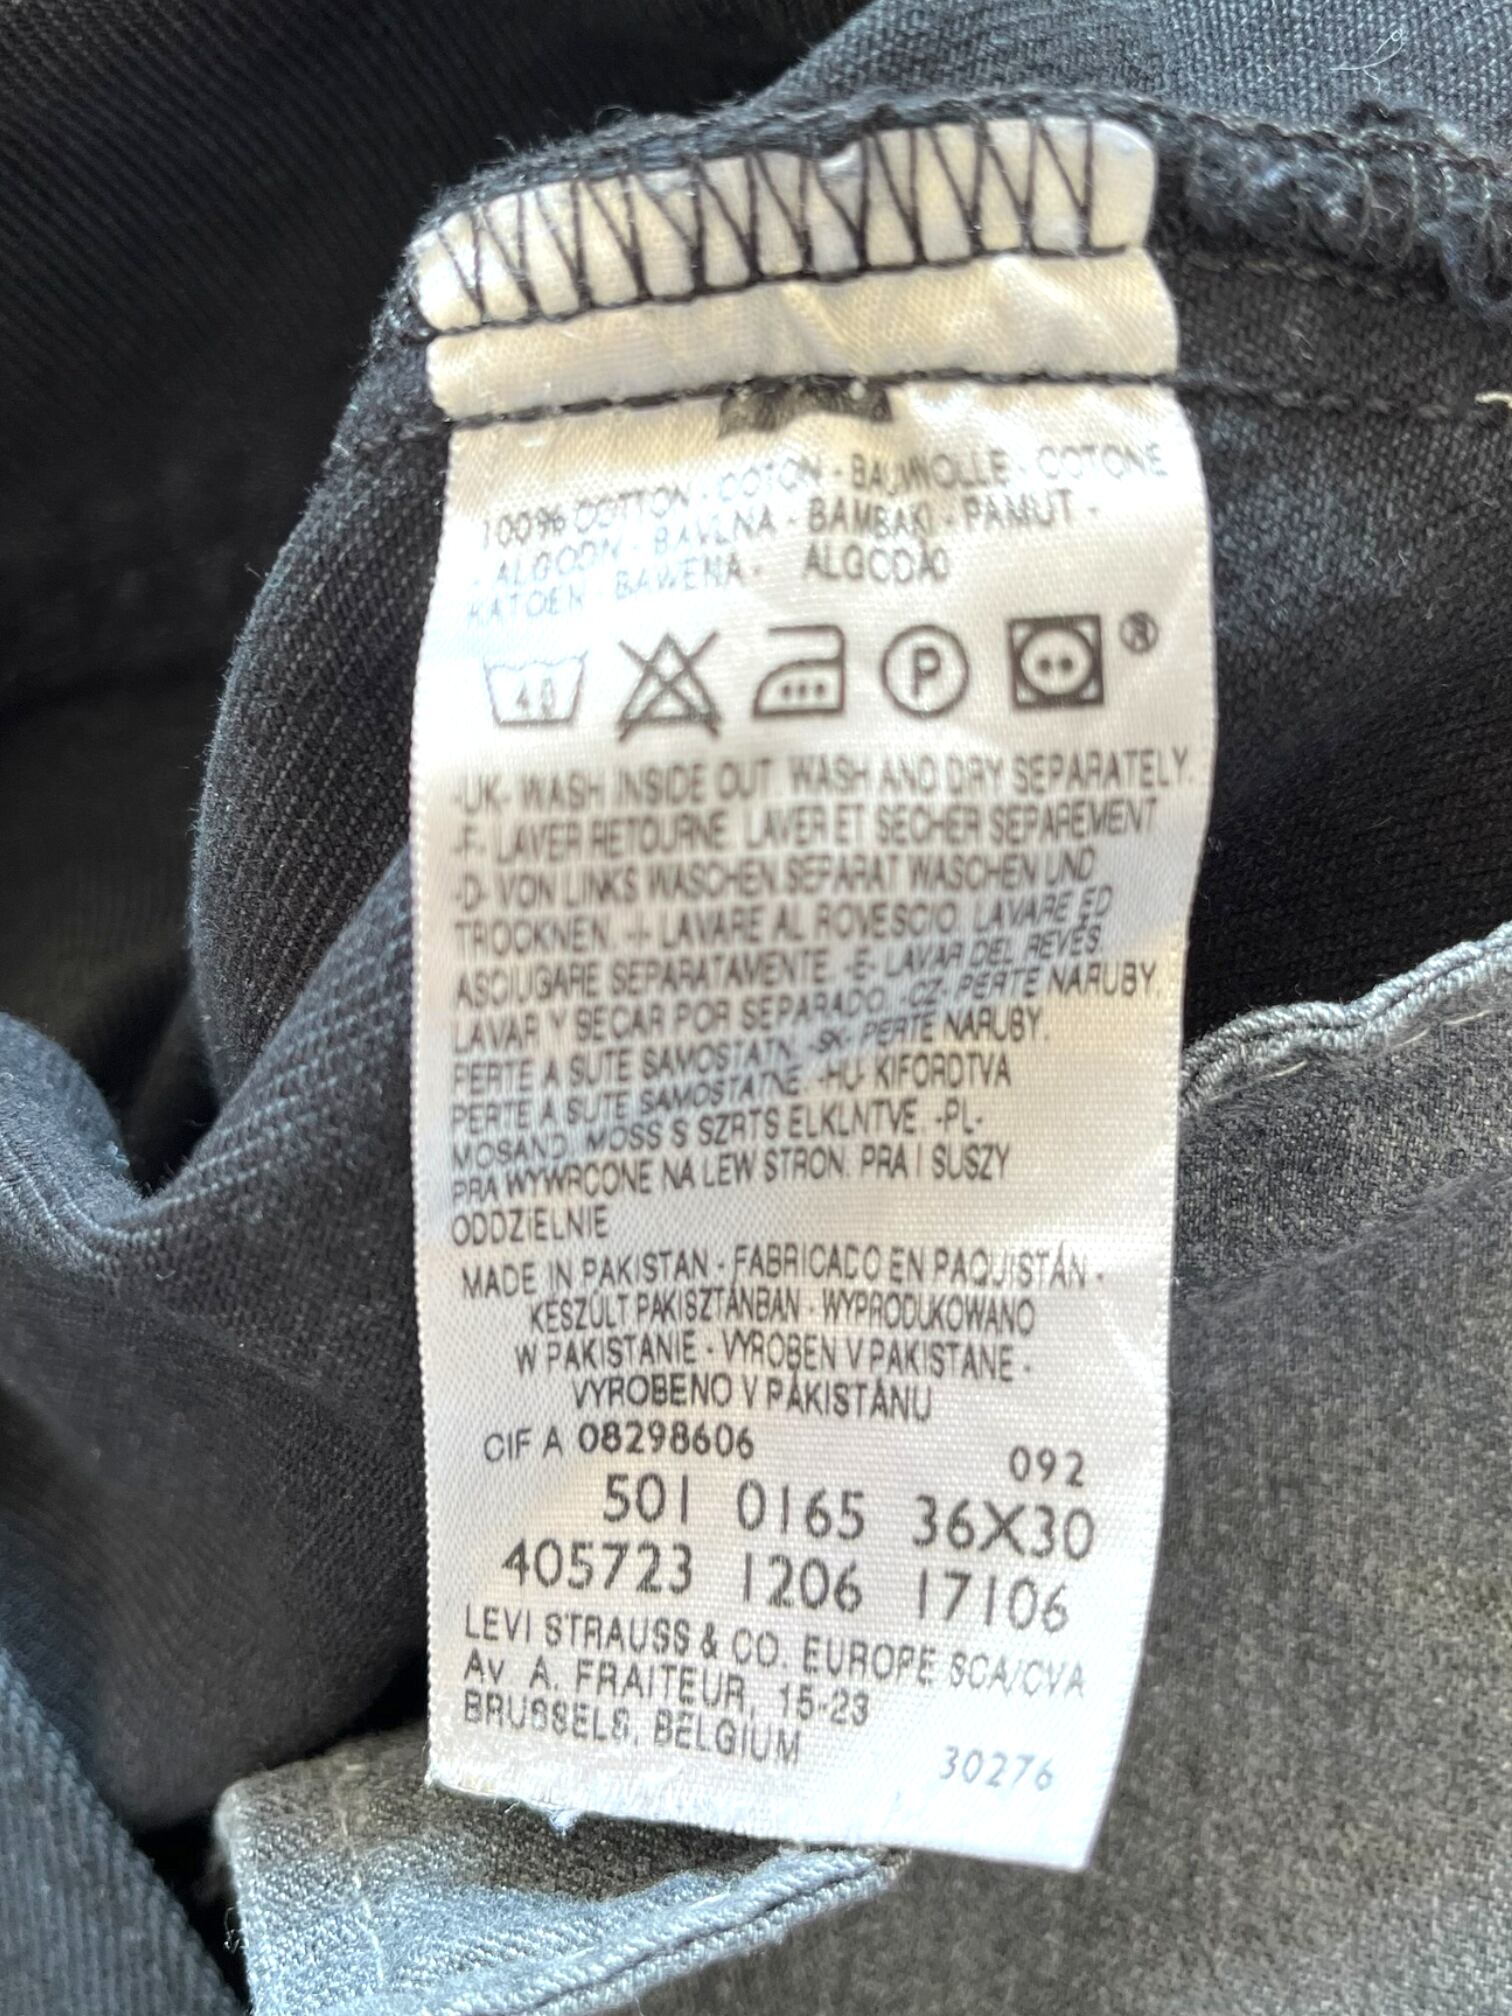 100% COTTON - COTON - BAUMWOLLE - COTONE
- ALGODN - BAVLNA - BAMBAKI - PAMUT -
KATOEN - BAWENA - ALGODÃO
40 P ®
-UK- WASH INSIDE OUT. WASH AND DRY SEPARATELY.
-F- LAVER RETOURNE. LAVER ET SECHER SEPAREMENT
-D- VON LINKS WASCHEN SEPARAT WASCHEN UND
TROCKNEN. -I- LAVARE AL ROVESCIO. LAVARE ED
ASCIUGARE SEPARATAMENTE. -E- LAVAR DEL REVÉS.
LAVAR Y SECAR POR SEPARADO. -CZ- PERTE NARUBY.
PERTE A SUTE SAMOSTATN. -SK- PERTE NARUBY.
PERTE A SUTE SAMOSTATNE. -HU- KIFORDTVA
MOSAND. MOSS S SZRTS ELKLNTVE. -PL-
PRA WYWRCONE NA LEW STRON. PRA I SUSZY
ODDZIELNIE
MADE IN PAKISTAN - FABRICADO EN PAQUISTÁN -
KESZÜLT PAKISZTÁNBAN - WYPRODUKOWANO
W PAKISTANIE - VYROBEN V PAKISTANE -
VYROBENO V PÁKISTÁNU
CIF A 08298606 092
501 0165 36X30
405723 1206 17106
LEVI STRAUSS & CO. EUROPE SCA/CVA
AV A. FRAITEUR, 15-23
BRUSSELS, BELGIUM
30276